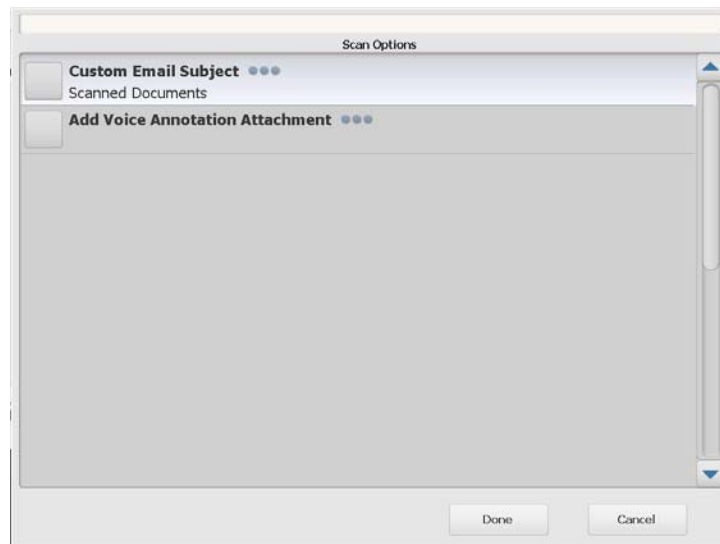 Scan Options
Custom Email Subject
Scanned Documents
Add Voice Annotation Attachment
Done Cancel